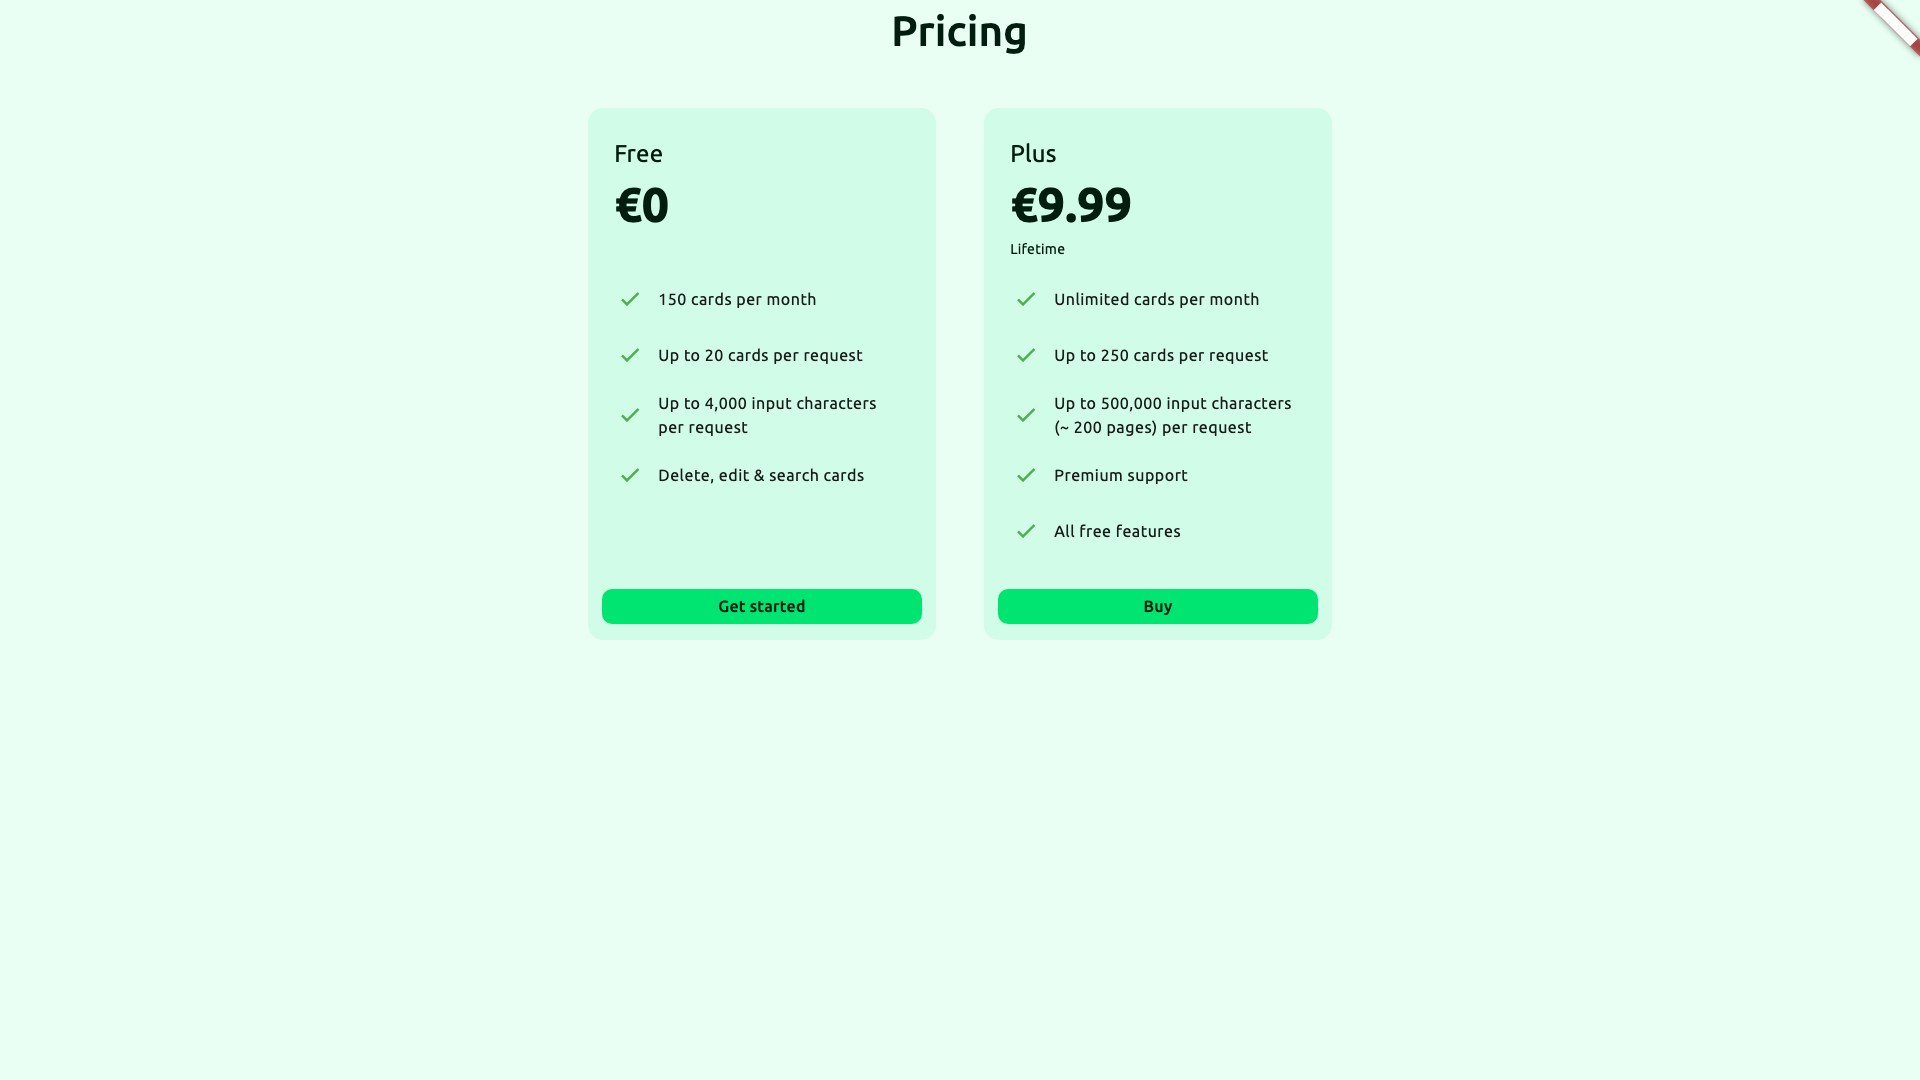 Pricing
Free
€0
150 cards per month
Up to 20 cards per request
Up to 4,000 input characters
per request
Delete, edit & search cards
Get started
Plus
€9.99
Lifetime
Unlimited cards per month
Up to 250 cards per request
Up to 500,000 input characters
(~ 200 pages) per request
Premium support
All free features
Buy